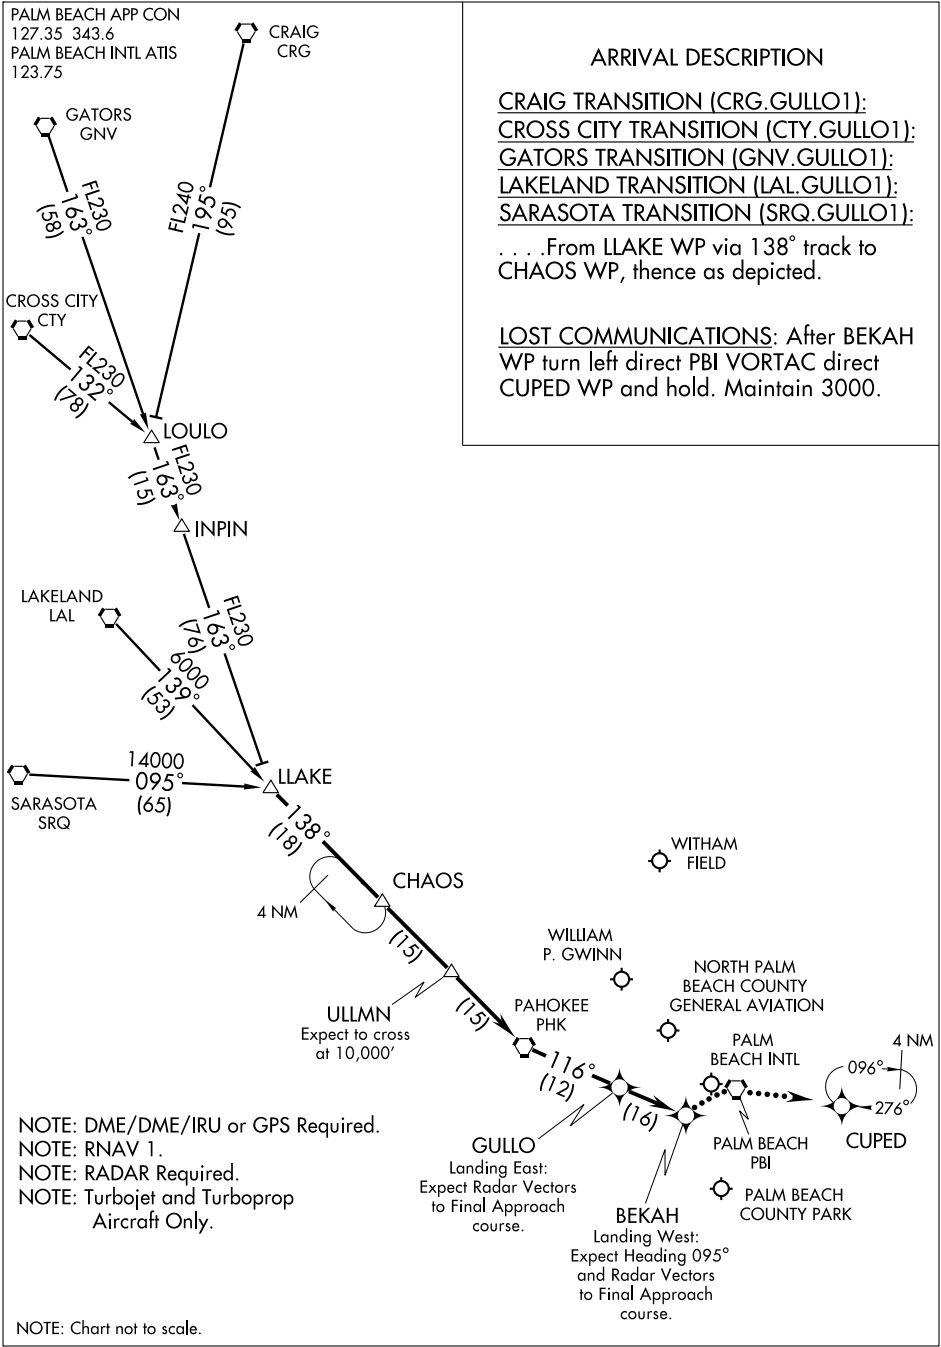 PALM BEACH APP CON
127.35 343.6
PALM BEACH INTL ATIS
123.75
CRAIG
CRG
GATORS
GNV
FL230
163°
(58)
FL240
195°
(95)
CROSS CITY
CTY
FL230
132°
(78)
LOULO
FL230
163°
(15)
INPIN
LAKELAND
LAL
FL230
163°
(76)
6000
139°
(53)
14000
095°
(65)
SARASOTA
SRQ
LLAKE
138°
(18)
CHAOS
4 NM
(15)
ULLMN
Expect to cross
at 10,000’
(15)
PAHOKEE
PHK
116°
(12)
GULLO
Landing East:
Expect Radar Vectors
to Final Approach
course.
(16)
BEKAH
Landing West:
Expect Heading 095°
and Radar Vectors
to Final Approach
course.
WITHAM
FIELD
WILLIAM
P. GWINN
NORTH PALM
BEACH COUNTY
GENERAL AVIATION
PALM
BEACH INTL
PALM BEACH
PBI
PALM BEACH
COUNTY PARK
4 NM
096°
276°
CUPED
ARRIVAL DESCRIPTION
CRAIG TRANSITION (CRG.GULLO1):
CROSS CITY TRANSITION (CTY.GULLO1):
GATORS TRANSITION (GNV.GULLO1):
LAKELAND TRANSITION (LAL.GULLO1):
SARASOTA TRANSITION (SRQ.GULLO1):
. . . .From LLAKE WP via 138° track to
CHAOS WP, thence as depicted.
LOST COMMUNICATIONS: After BEKAH
WP turn left direct PBI VORTAC direct
CUPED WP and hold. Maintain 3000.
NOTE: DME/DME/IRU or GPS Required.
NOTE: RNAV 1.
NOTE: RADAR Required.
NOTE: Turbojet and Turboprop
Aircraft Only.
NOTE: Chart not to scale.